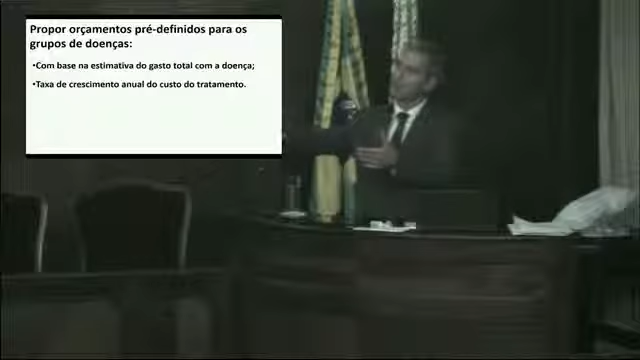 Propor orçamentos pré-definidos para os
grupos de doenças:
•Com base na estimativa do gasto total com a doença;
•Taxa de crescimento anual do custo do tratamento.